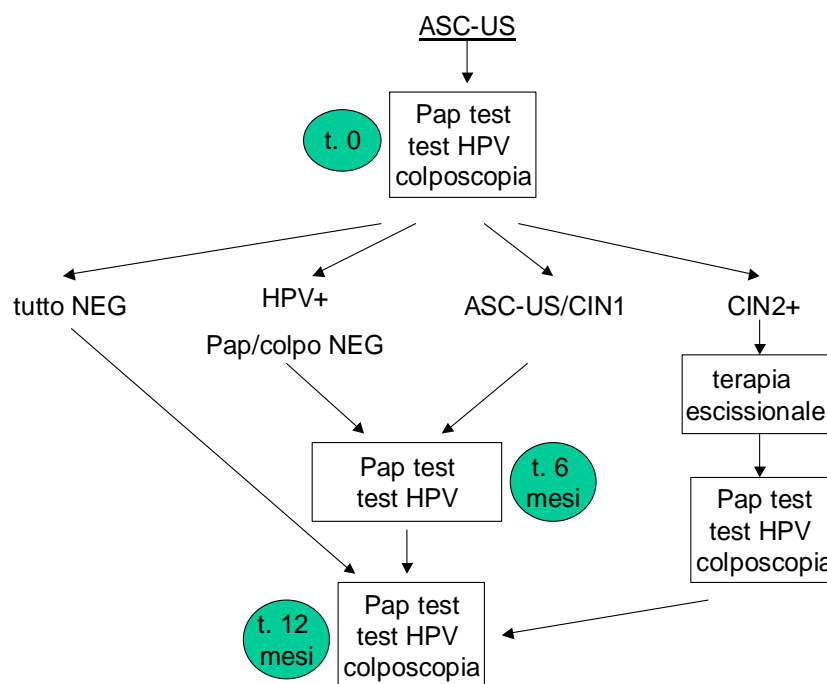 ASC-US
t. 0
Pap test
test HPV
colposcopia
tutto NEG
HPV+
Pap/colpo NEG
ASC-US/CIN1
CIN2+
terapia
escissionale
Pap test
test HPV
t. 6
mesi
Pap test
test HPV
colposcopia
t. 12
mesi
Pap test
test HPV
colposcopia